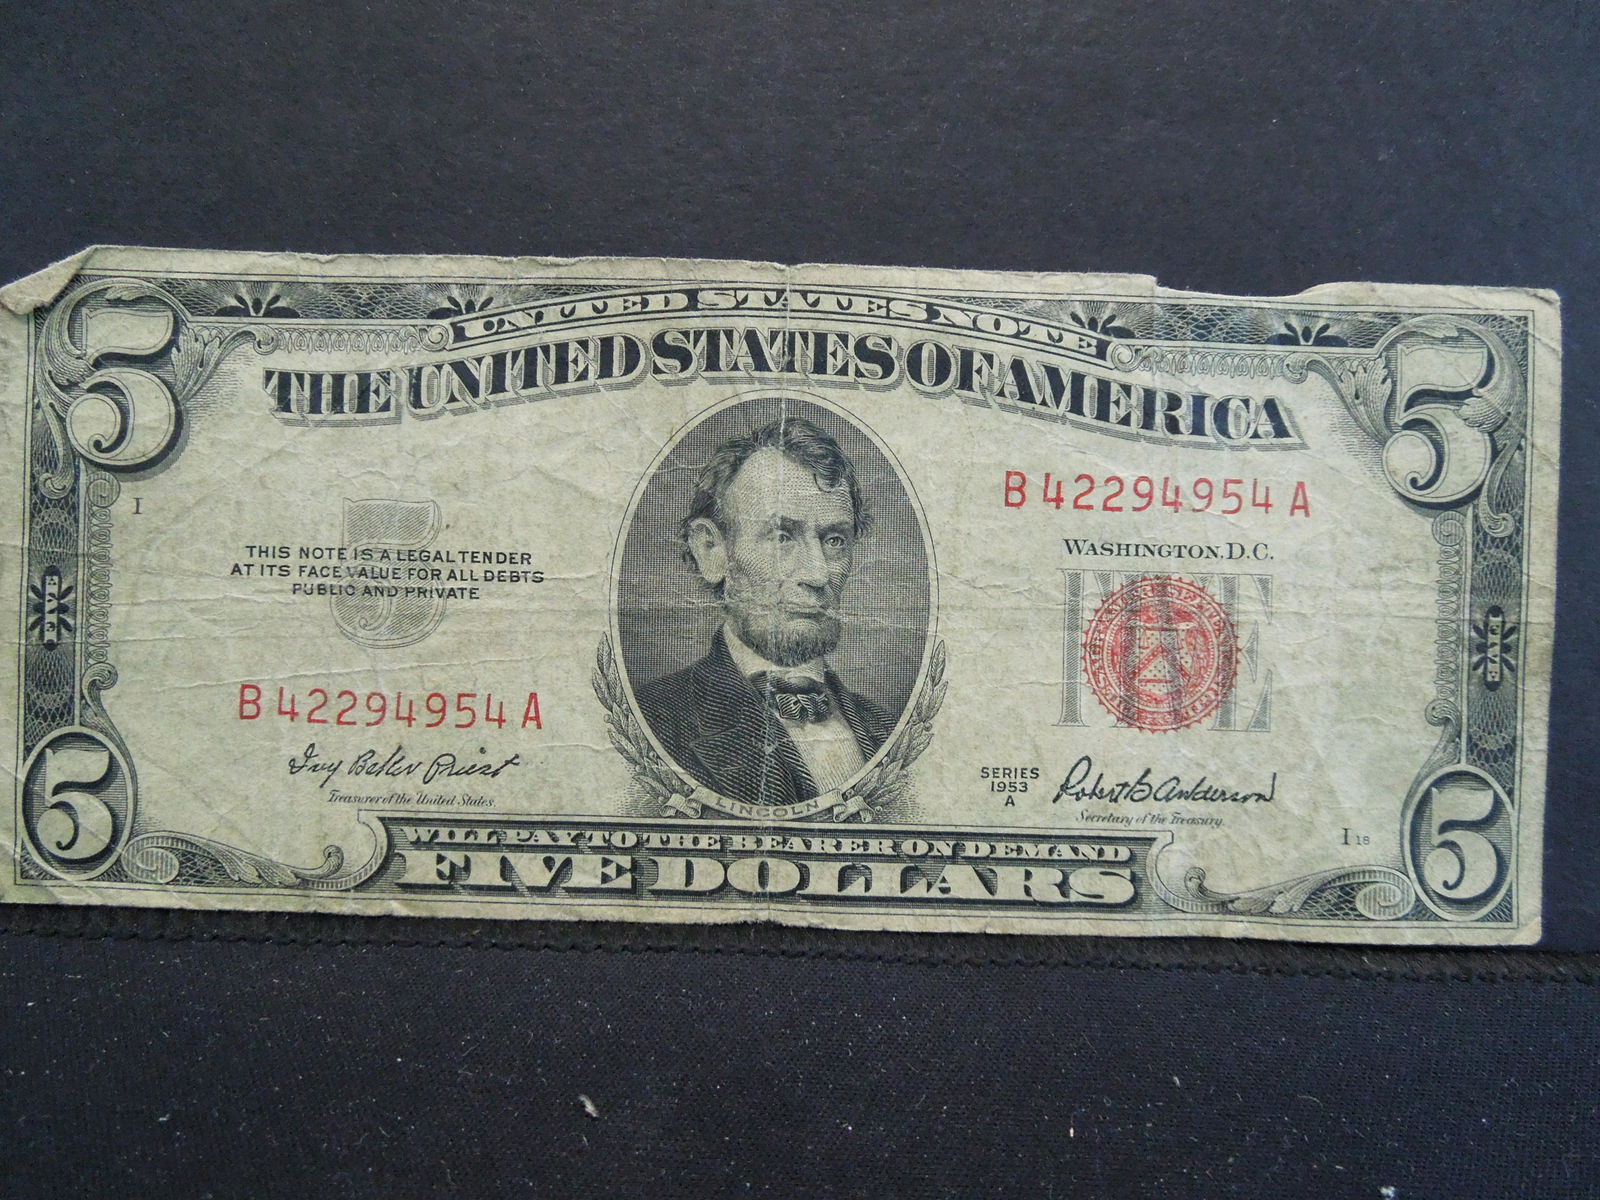 5 UNITED STATES NOTE 5
THE UNITED STATES OF AMERICA
B 42294954 A
I
WASHINGTON, D.C.
5
THIS NOTE IS A LEGAL TENDER
AT ITS FACE VALUE FOR ALL DEBTS
PUBLIC AND PRIVATE
FIVE
FIVE
FIVE
B 42294954 A
Ivy Baker Priest
Treasurer of the United States.
SERIES
1953
A
Robert B Anderson
Secretary of the Treasury.
LINCOLN
I 18
WILL PAY TO THE BEARER ON DEMAND
5 FIVE DOLLARS 5